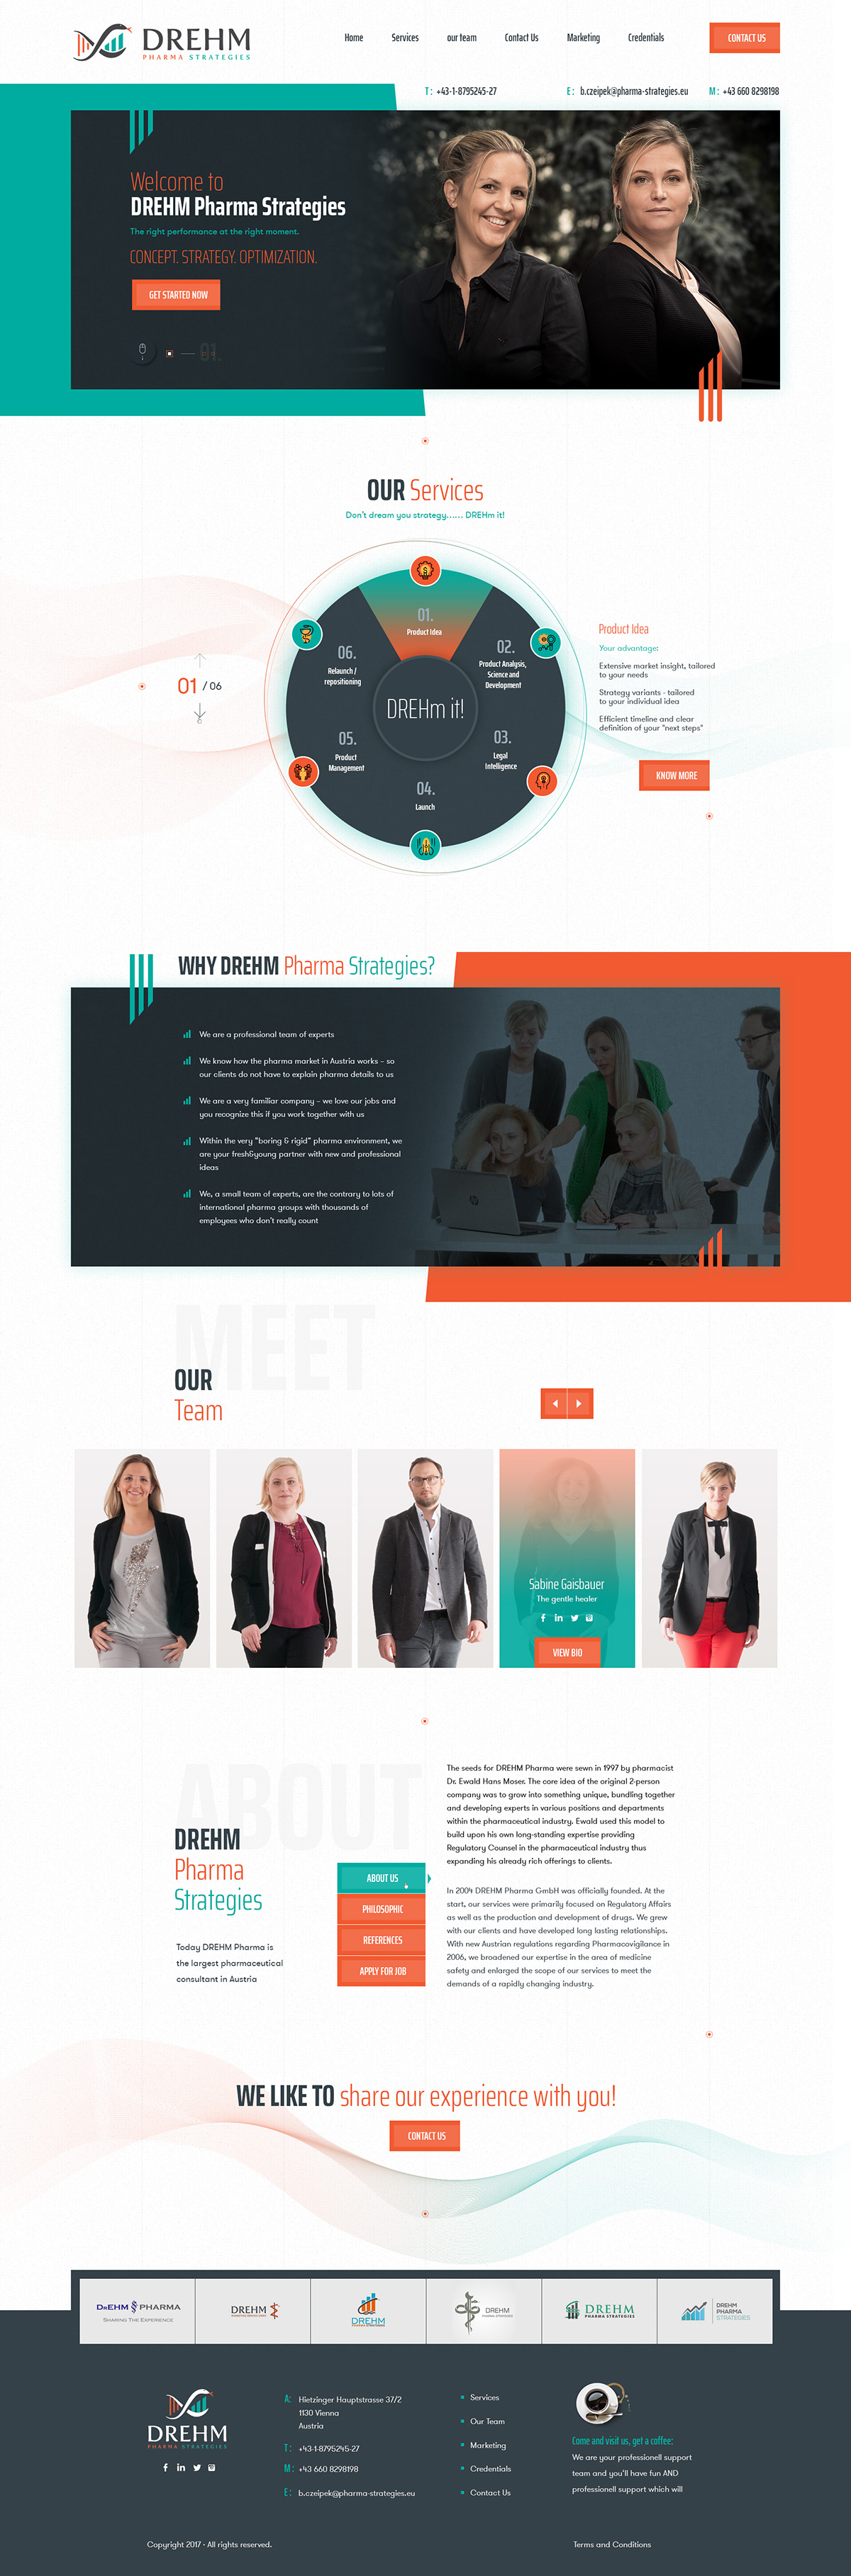 DREHM
PHARMA STRATEGIES
Home
Services
our team
Contact Us
Marketing
Credentials
CONTACT US
T : +43-1-8795245-27
E : b.czeipek@pharma-strategies.eu
M : +43 660 8298198
Welcome to
DREHM Pharma Strategies
The right performance at the right moment.
CONCEPT. STRATEGY. OPTIMIZATION.
GET STARTED NOW
01.
OUR Services
Don't dream you strategy...... DREHm it!
01.
Product Idea
02.
Product Analysis,
Science and
Development
03.
Legal
Intelligence
04.
Launch
05.
Product
Management
06.
Relaunch /
repositioning
DREHm it!
01 / 06
Product Idea
Your advantage:
Extensive market insight, tailored
to your needs
Strategy variants - tailored
to your individual idea
Efficient timeline and clear
definition of your "next steps"
KNOW MORE
WHY DREHM Pharma Strategies?
We are a professional team of experts
We know how the pharma market in Austria works – so
our clients do not have to explain pharma details to us
We are a very familiar company – we love our jobs and
you recognize this if you work together with us
Within the very "boring & rigid" pharma environment, we
are your fresh&young partner with new and professional
ideas
We, a small team of experts, are the contrary to lots of
international pharma groups with thousands of
employees who don't really count
MEET
OUR
Team
Sabine Gaisbauer
The gentle healer
VIEW BIO
ABOUT
DREHM
Pharma
Strategies
Today DREHM Pharma is
the largest pharmaceutical
consultant in Austria
ABOUT US
PHILOSOPHIC
REFERENCES
APPLY FOR JOB
The seeds for DREHM Pharma were sewn in 1997 by pharmacist
Dr. Ewald Hans Moser. The core idea of the original 2-person
company was to grow into something unique, bundling together
and developing experts in various positions and departments
within the pharmaceutical industry. Ewald used this model to
build upon his own long-standing expertise providing
Regulatory Counsel in the pharmaceutical industry thus
expanding his already rich offerings to clients.
In 2004 DREHM Pharma GmbH was officially founded. At the
start, our services were primarily focused on Regulatory Affairs
as well as the production and development of drugs. We grew
with our clients and have developed long lasting relationships.
With new Austrian regulations regarding Pharmacovigilance in
2006, we broadened our expertise in the area of medicine
safety and enlarged the scope of our services to meet the
demands of a rapidly changing industry.
WE LIKE TO share our experience with you!
CONTACT US
DREHM PHARMA
SHARING THE EXPERIENCE
DREHM
DREHM
PHARMA STRATEGIES
DREHM
PHARMA STRATEGIES
DREHM
PHARMA STRATEGIES
DREHM
PHARMA
STRATEGIES
DREHM
PHARMA STRATEGIES
A: Hietzinger Hauptstrasse 37/2
1130 Vienna
Austria
T : +43-1-8795245-27
M : +43 660 8298198
E : b.czeipek@pharma-strategies.eu
Services
Our Team
Marketing
Credentials
Contact Us
Come and visit us, get a coffee:
We are your professionell support
team and you'll have fun AND
professionell support which will
Copyright 2017 · All rights reserved.
Terms and Conditions